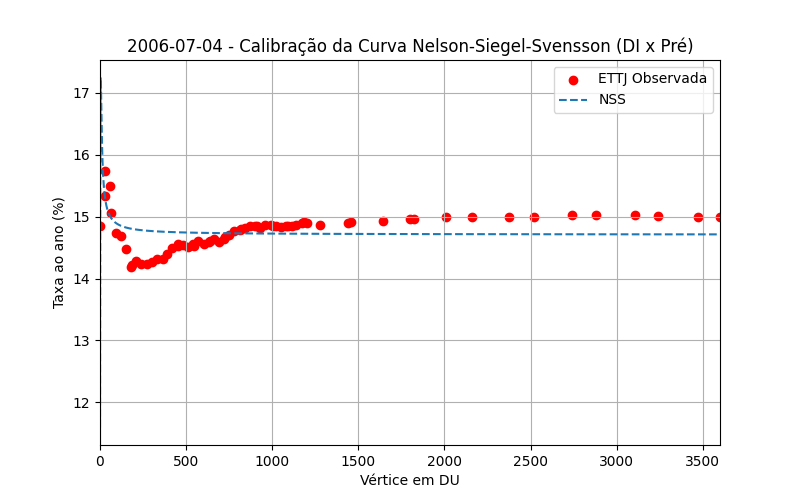 2006-07-04 - Calibração da Curva Nelson-Siegel-Svensson (DI x Pré)
ETTJ Observada
NSS
Taxa ao ano (%)
17
16
15
14
13
12
0 500 1000 1500 2000 2500 3000 3500
Vértice em DU